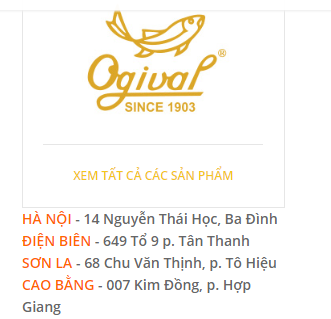 Ogival®
SINCE 1903
XEM TẤT CẢ CÁC SẢN PHẨM
HÀ NỘI - 14 Nguyễn Thái Học, Ba Đình
ĐIỆN BIÊN - 649 Tổ 9 p. Tân Thanh
SƠN LA - 68 Chu Văn Thịnh, p. Tô Hiệu
CAO BẰNG - 007 Kim Đồng, p. Hợp
Giang